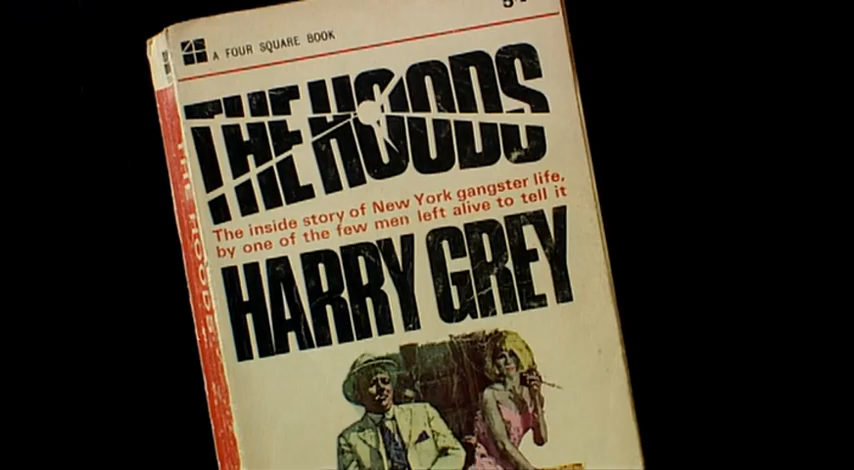 A FOUR SQUARE BOOK
THE HOODS
The inside story of New York gangster life,
by one of the few men left alive to tell it
HARRY GREY
THE HOODS